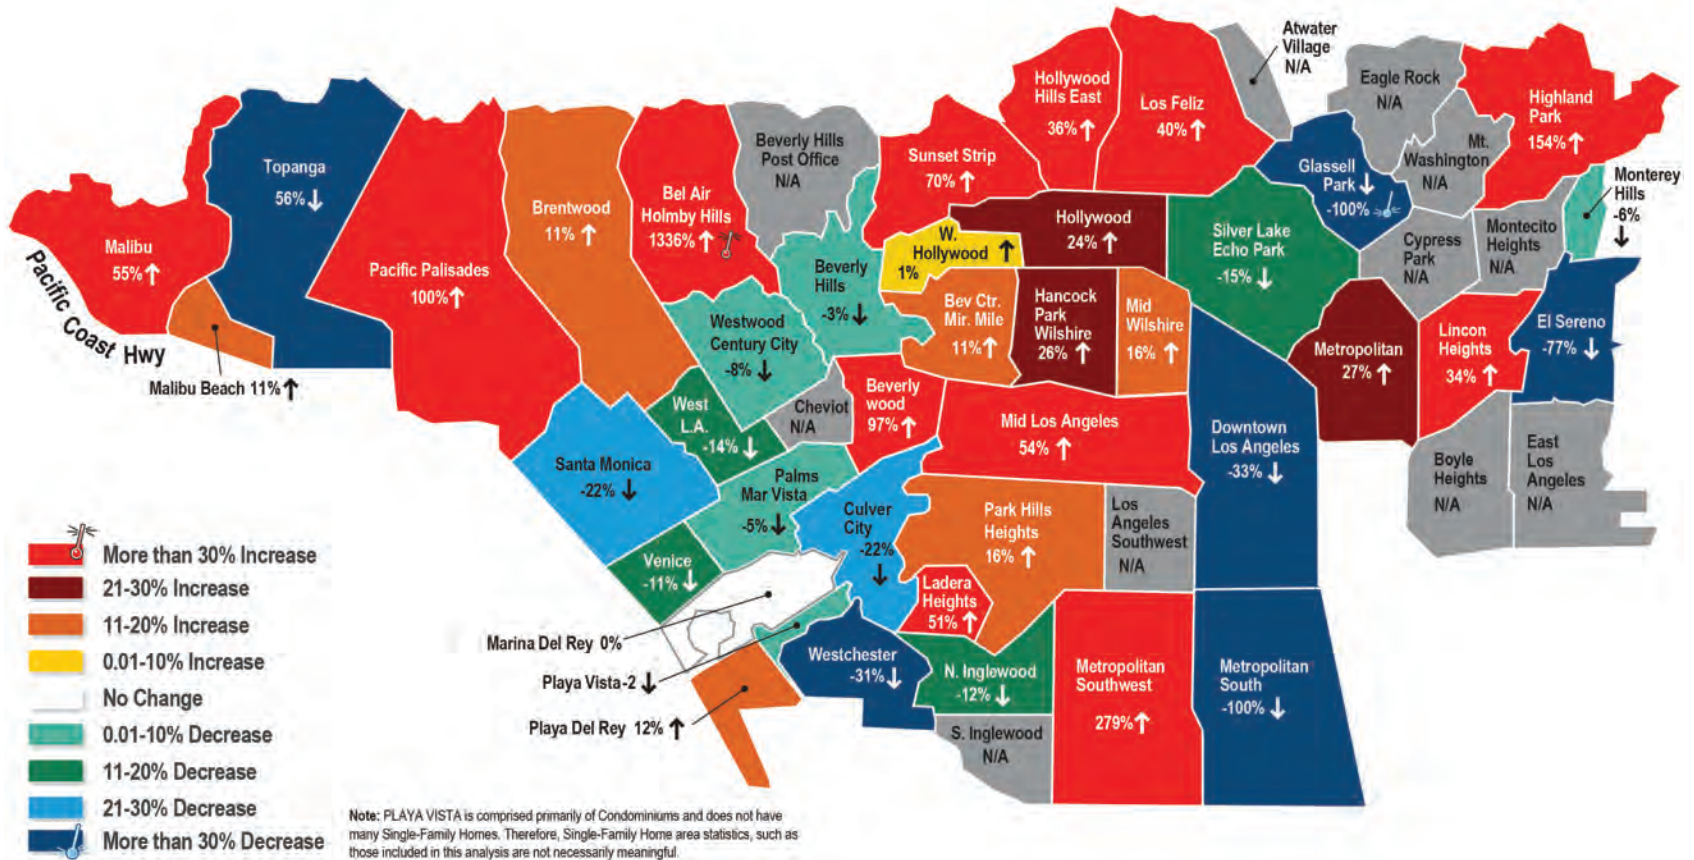 Atwater
Village
N/A
Eagle Rock
N/A
Highland
Park
154%
Hollywood
Hills East
36%
Los Feliz
40%
Mt.
Washington
N/A
Glassell
Park
-100%
Monterey
Hills
-6%
Topanga
56%
Beverly Hills
Post Office
N/A
Sunset Strip
70%
Bel Air
Holmby Hills
1336%
Brentwood
11%
Malibu
55%
Pacific Palisades
100%
Hollywood
24%
W.
Hollywood
1%
Silver Lake
Echo Park
-15%
Cypress
Park
N/A
Montecito
Heights
N/A
Pacific Coast Hwy
Malibu Beach 11%
Beverly
Hills
-3%
Westwood
Century City
-8%
Bev Ctr.
Mir. Mile
11%
Hancock
Park
Wilshire
26%
Mid
Wilshire
16%
Metropolitan
27%
Lincon
Heights
34%
El Sereno
-77%
West
L.A.
-14%
Cheviot
N/A
Beverly
wood
97%
Mid Los Angeles
54%
Downtown
Los Angeles
-33%
Boyle
Heights
N/A
East
Los
Angeles
N/A
Santa Monica
-22%
Palms
Mar Vista
-5%
Culver
City
-22%
Park Hills
Heights
16%
Los
Angeles
Southwest
N/A
Venice
-11%
Ladera
Heights
51%
Marina Del Rey 0%
Playa Vista-2
Playa Del Rey 12%
Westchester
-31%
N. Inglewood
-12%
S. Inglewood
N/A
Metropolitan
Southwest
279%
Metropolitan
South
-100%
More than 30% Increase
21-30% Increase
11-20% Increase
0.01-10% Increase
No Change
0.01-10% Decrease
11-20% Decrease
21-30% Decrease
More than 30% Decrease
Note: PLAYA VISTA is comprised primarily of Condominiums and does not have
many Single-Family Homes. Therefore, Single-Family Home area statistics, such as
those included in this analysis are not necessarily meaningful